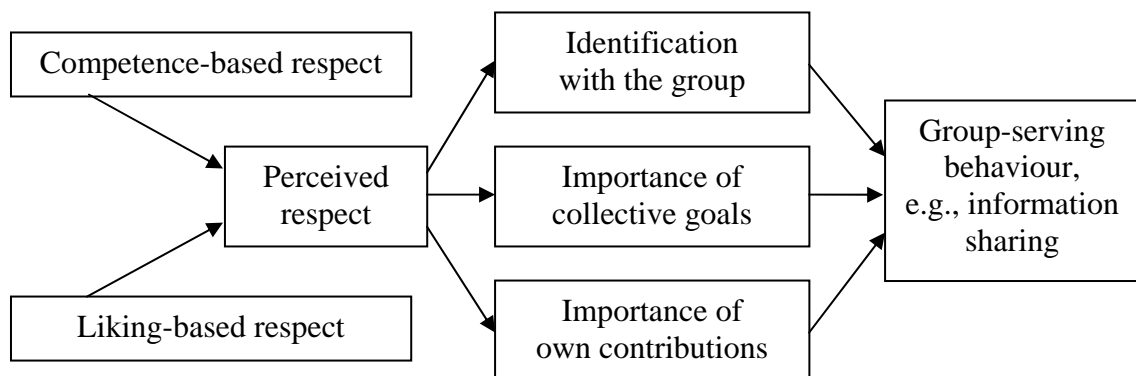 Competence-based respect
Liking-based respect
Perceived
respect
Identification
with the group
Importance of
collective goals
Importance of
own contributions
Group-serving
behaviour,
e.g., information
sharing